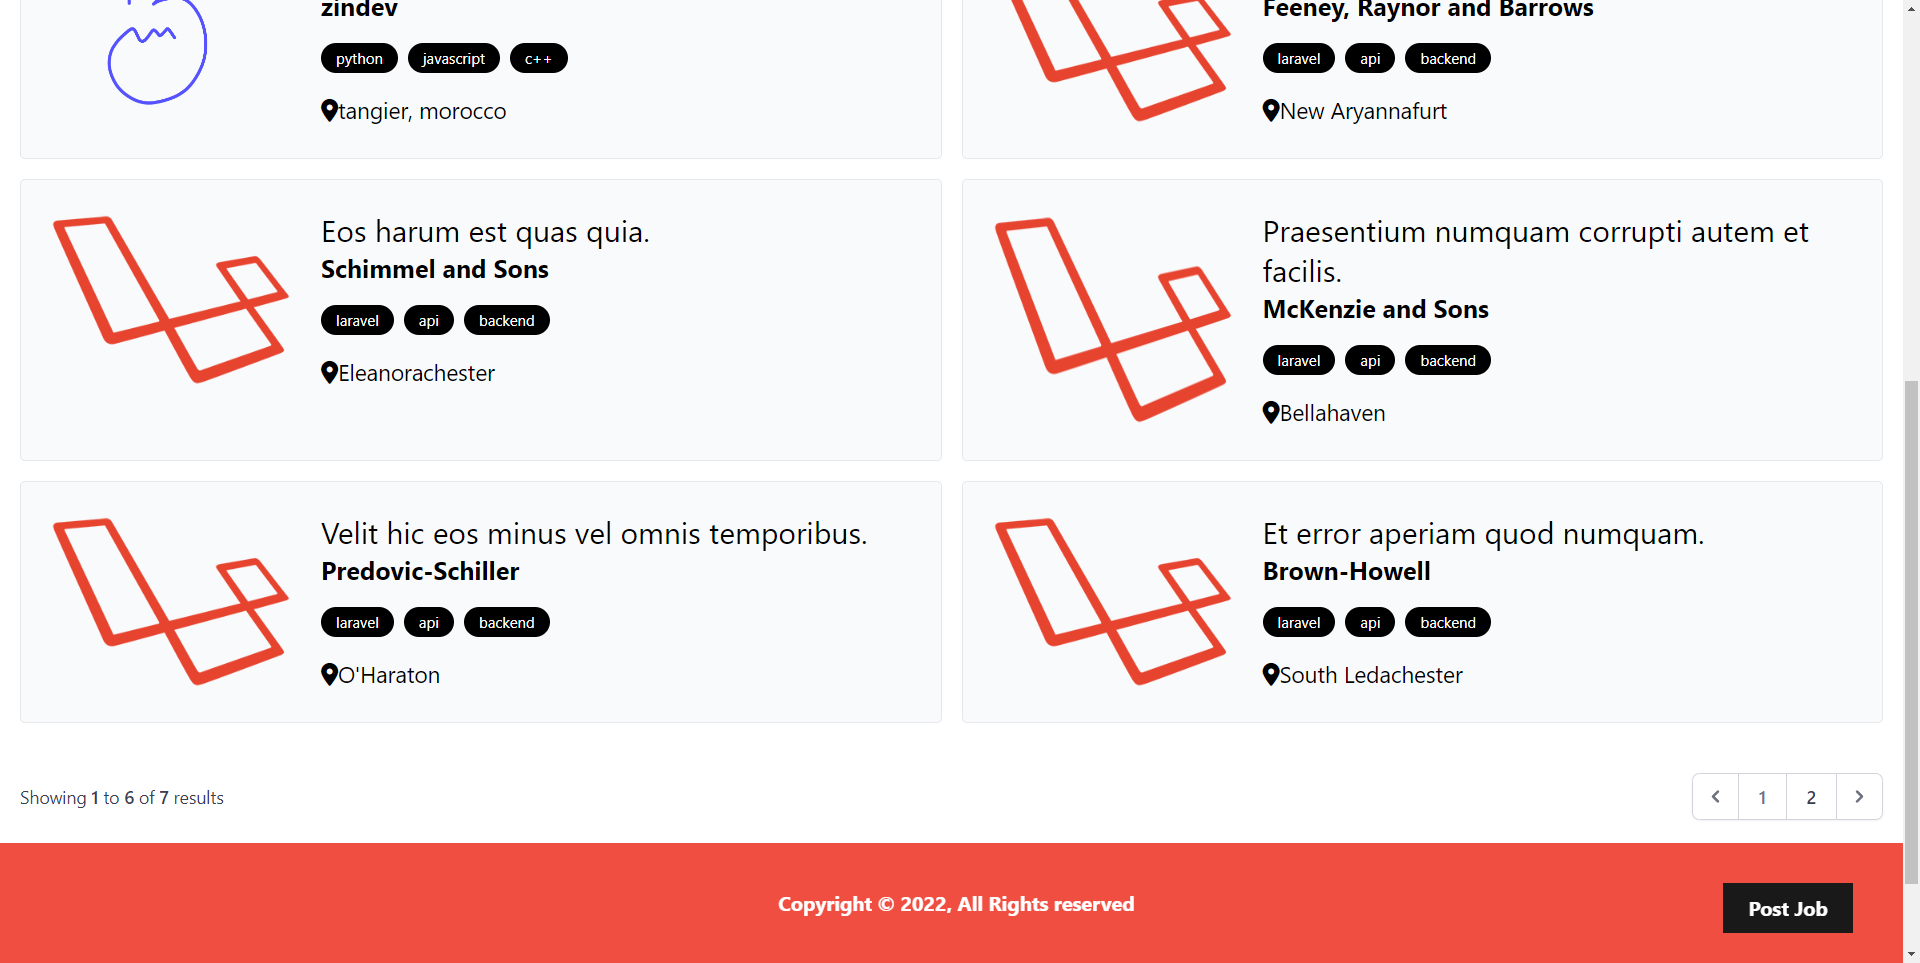 zindev
python javascript c++
tangier, morocco
Feeney, Raynor and Barrows
laravel api backend
New Aryannafurt
Eos harum est quas quia.
Schimmel and Sons
laravel api backend
Eleanorachester
Praesentium numquam corrupti autem et
facilis.
McKenzie and Sons
laravel api backend
Bellahaven
Velit hic eos minus vel omnis temporibus.
Predovic-Schiller
laravel api backend
O'Haraton
Et error aperiam quod numquam.
Brown-Howell
laravel api backend
South Ledachester
Showing 1 to 6 of 7 results
1 2
Copyright © 2022, All Rights reserved
Post Job